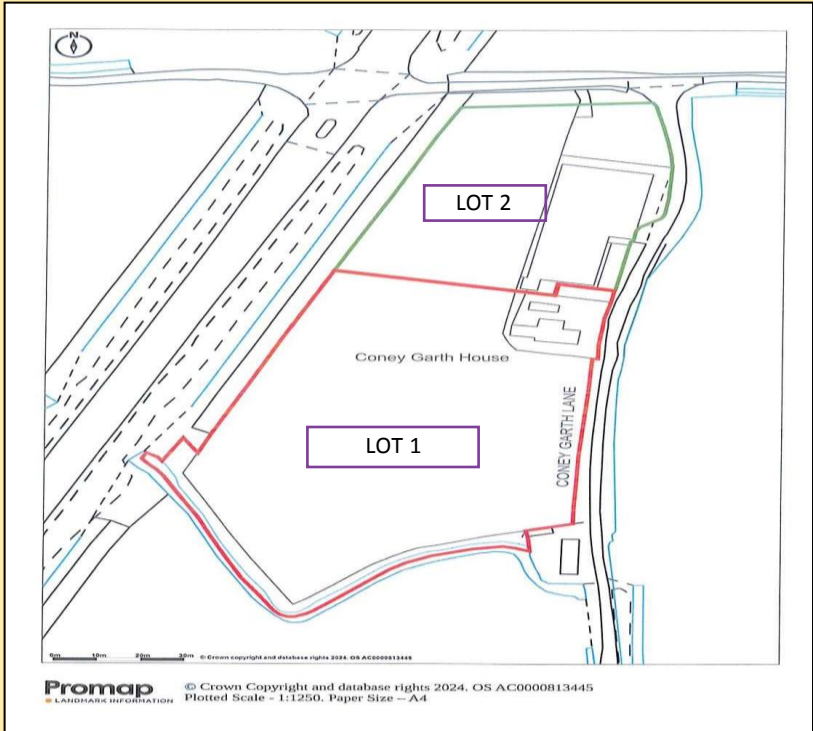 N
LOT 2
Coney Garth House
CONEY GARTH LANE
LOT 1
0m 10m 20m 30m © Crown copyright and database rights 2024. OS AC0000813445
Promap
LANDMARK INFORMATION
© Crown Copyright and database rights 2024. OS AC0000813445
Plotted Scale - 1:1250. Paper Size – A4